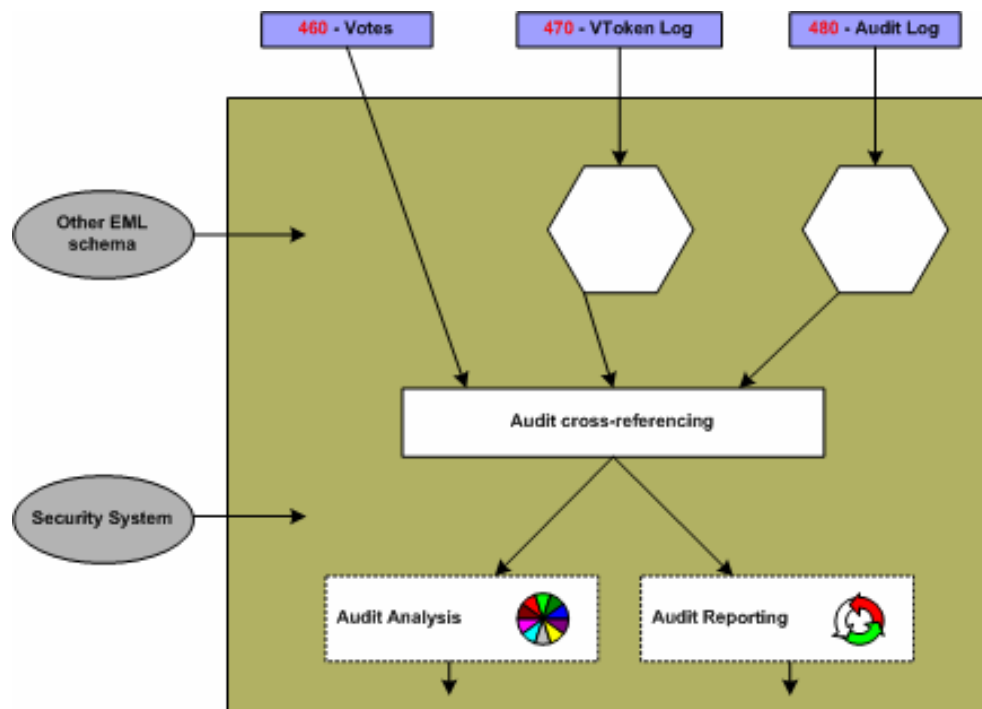 460 - Votes
470 - VToken Log
480 - Audit Log
Other EML
schema
Audit cross-referencing
Security System
Audit Analysis
Audit Reporting